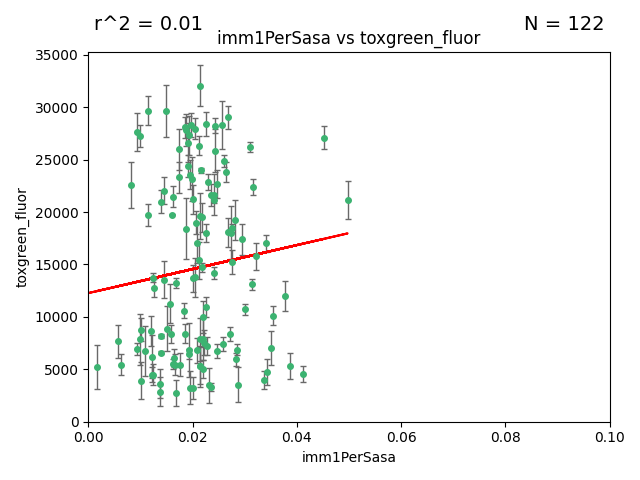 r^2 = 0.01
N = 122
imm1PerSasa vs toxgreen_fluor
35000
30000
25000
20000
15000
10000
5000
0
toxgreen_fluor
0.00
0.02
0.04
0.06
0.08
0.10
imm1PerSasa